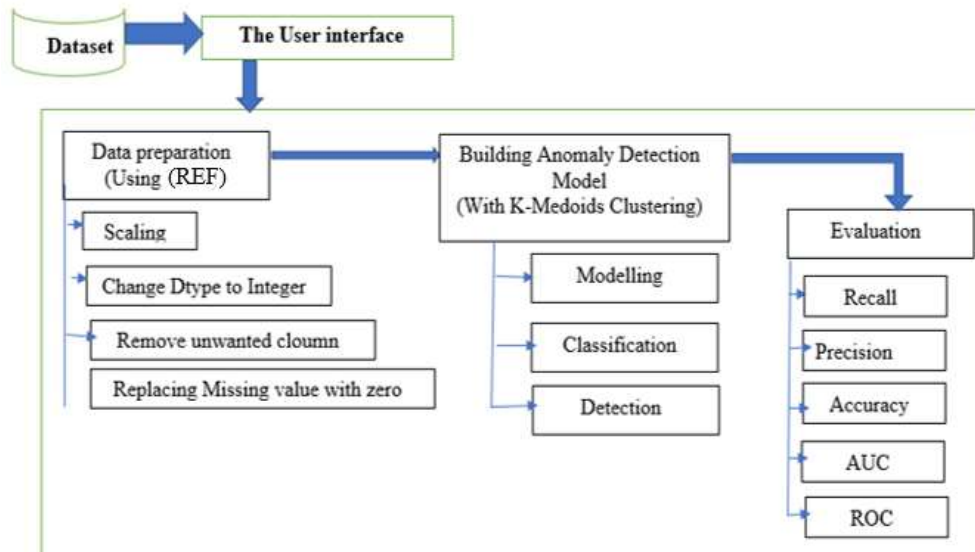 Dataset
The User interface
Data preparation
(Using (REF)
Scaling
Change Dtype to Integer
Remove unwanted cloumn
Replacing Missing value with zero
Building Anomaly Detection
Model
(With K-Medoids Clustering)
Modelling
Classification
Detection
Evaluation
Recall
Precision
Accuracy
AUC
ROC